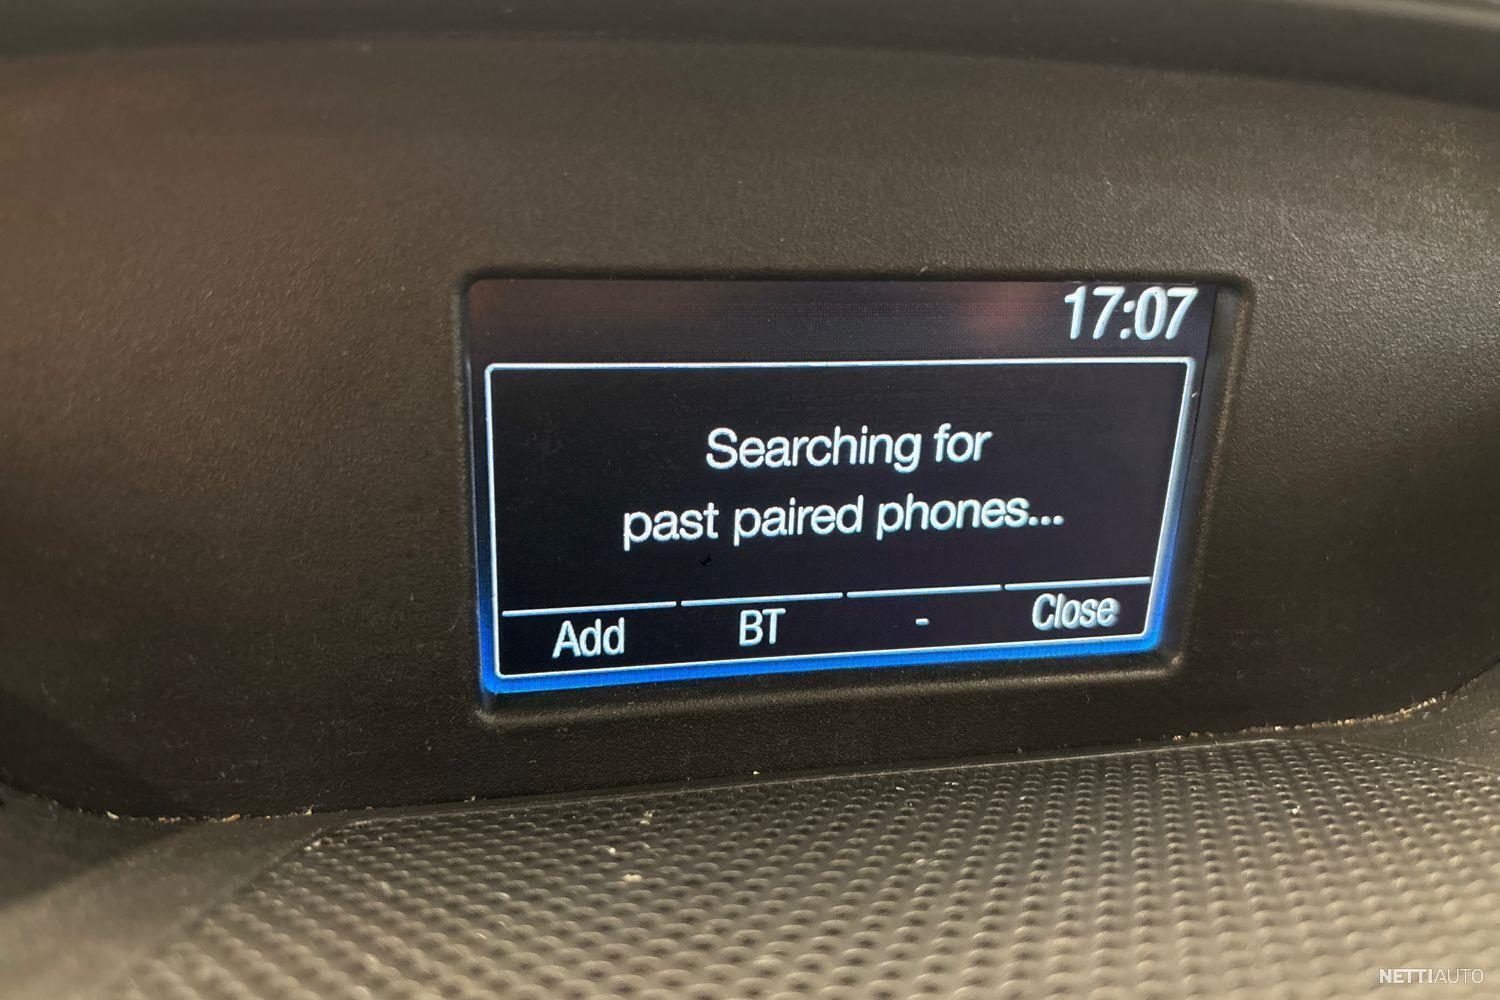 17:07
Searching for
past paired phones...
Add BT - Close
NETTIAUTO